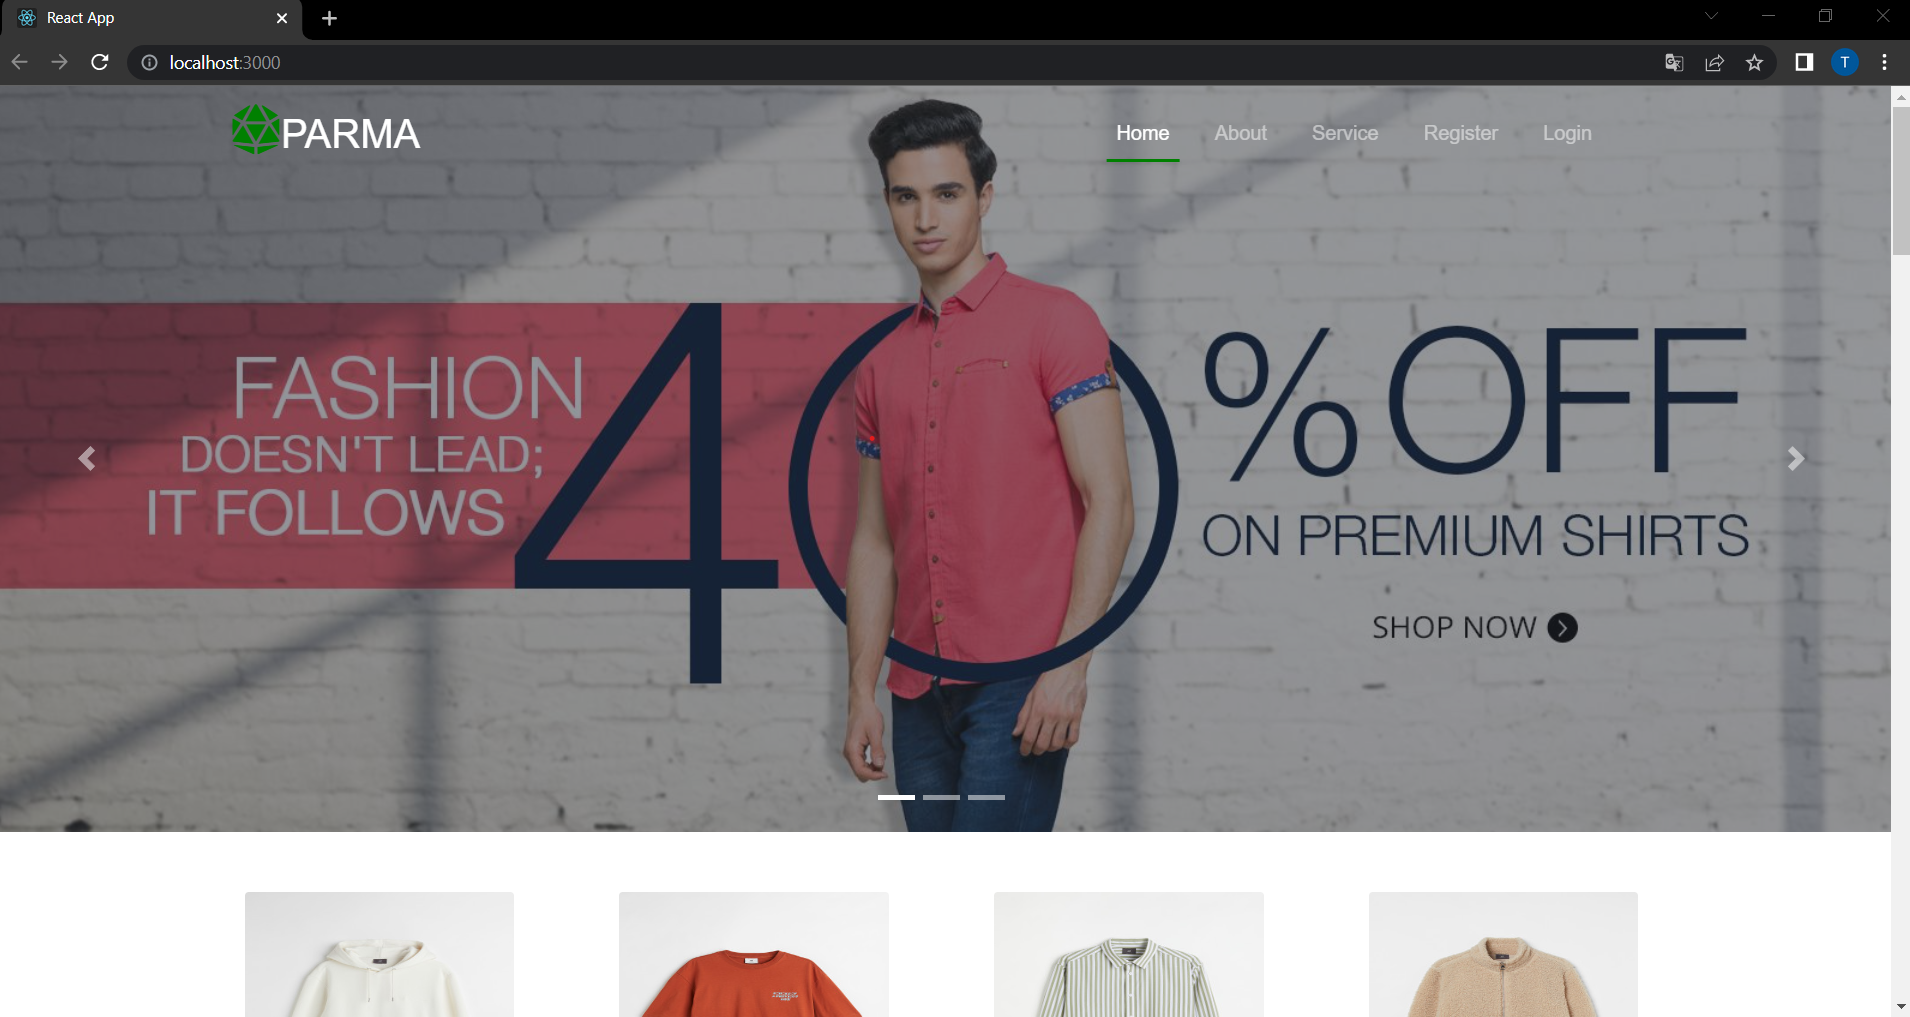 React App
localhost:3000
T
PARMA
Home About Service Register Login
FASHION
DOESN'T LEAD;
IT FOLLOWS
40 % OFF
ON PREMIUM SHIRTS
SHOP NOW